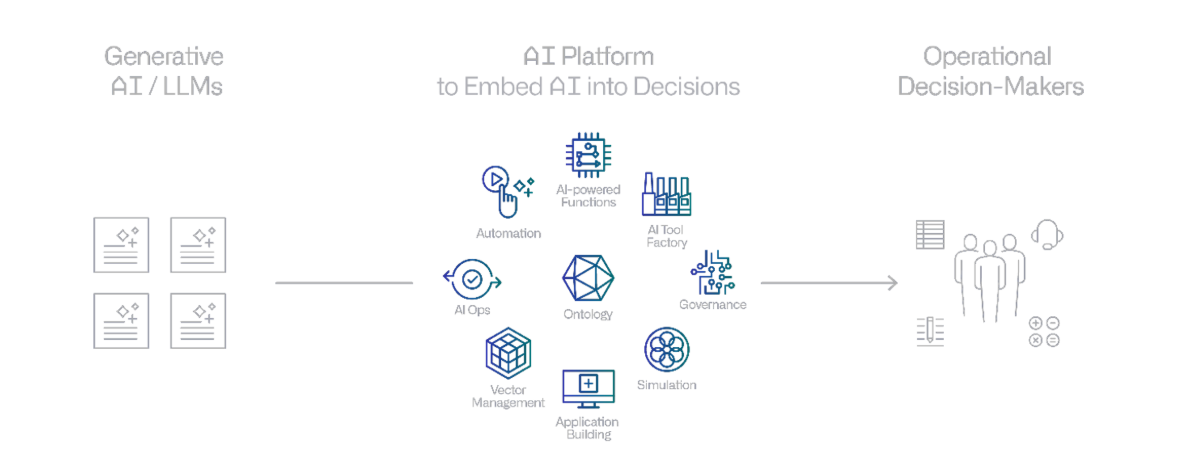 Generative
AI / LLMs
AI Platform
to Embed AI into Decisions
Operational
Decision-Makers
AI-powered
Functions
Automation
AI Tool
Factory
AI Ops
Ontology
Governance
Vector
Management
Simulation
Application
Building